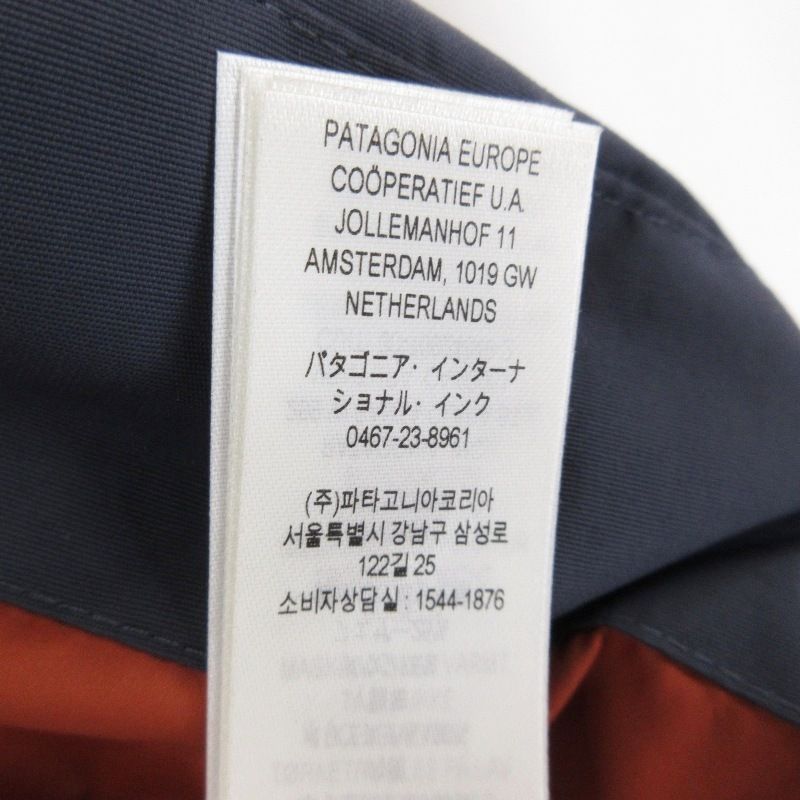 PATAGONIA EUROPE
COÖPERATIEF U.A.
JOLLEMANHOF 11
AMSTERDAM, 1019 GW
NETHERLANDS
パタゴニア・インターナ
ショナル・インク
0467-23-8961
(주)파타고니아코리아
서울특별시 강남구 삼성로
122길 25
소비자상담실 : 1544-1876